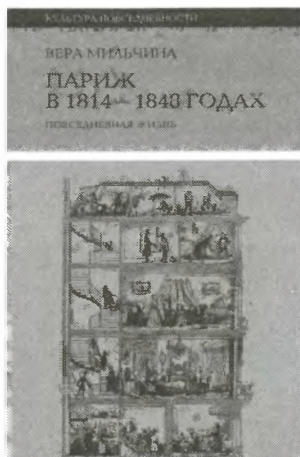 КУЛЬТУРА ПОВСЕДНЕВНОСТИ
ВЕРА МИЛЬЧИНА
ПАРИЖ
В 1814–1848 ГОДАХ
ПОВСЕДНЕВНАЯ ЖИЗНЬ